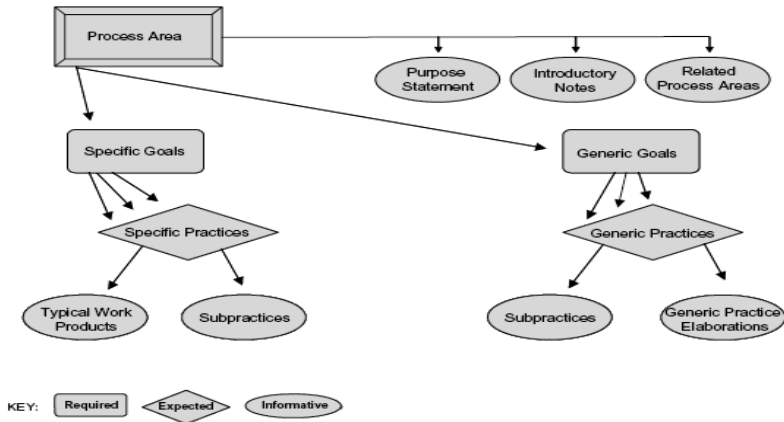 Process Area
Purpose
Statement
Introductory
Notes
Related
Process Areas
Specific Goals
Generic Goals
Specific Practices
Generic Practices
Typical Work
Products
Subpractices
Subpractices
Generic Practice
Elaborations
KEY:
Required
Expected
Informative